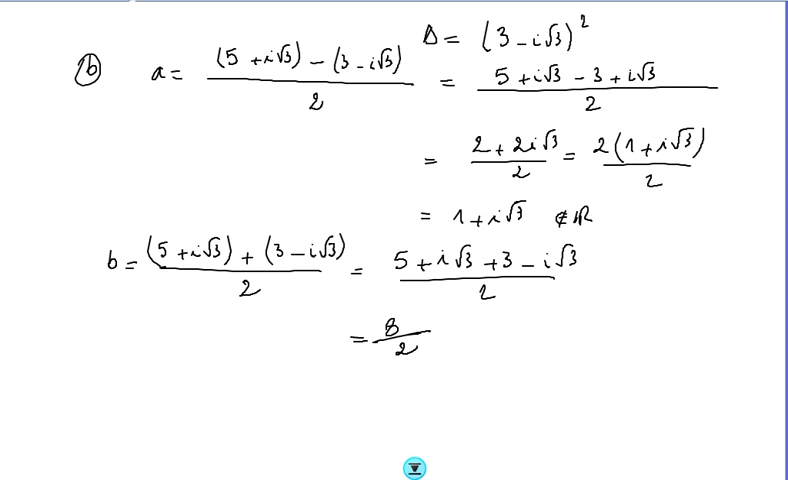 Δ = (3 - i√3)²
1b) a = ((5 + i√3) - (3 - i√3))/2 = (5 + i√3 - 3 + i√3)/2
= (2 + 2i√3)/2 = 2(1 + i√3)/2
= 1 + i√3 ∉ ℝ
b = ((5 + i√3) + (3 - i√3))/2 = (5 + i√3 + 3 - i√3)/2
= 8/2